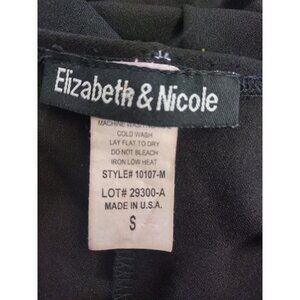 Elizabeth & Nicole
MACHINE WASH
COLD WASH
LAY FLAT TO DRY
DO NOT BLEACH
IRON LOW HEAT
STYLE# 10107-M
LOT# 29300-A
MADE IN U.S.A.
S